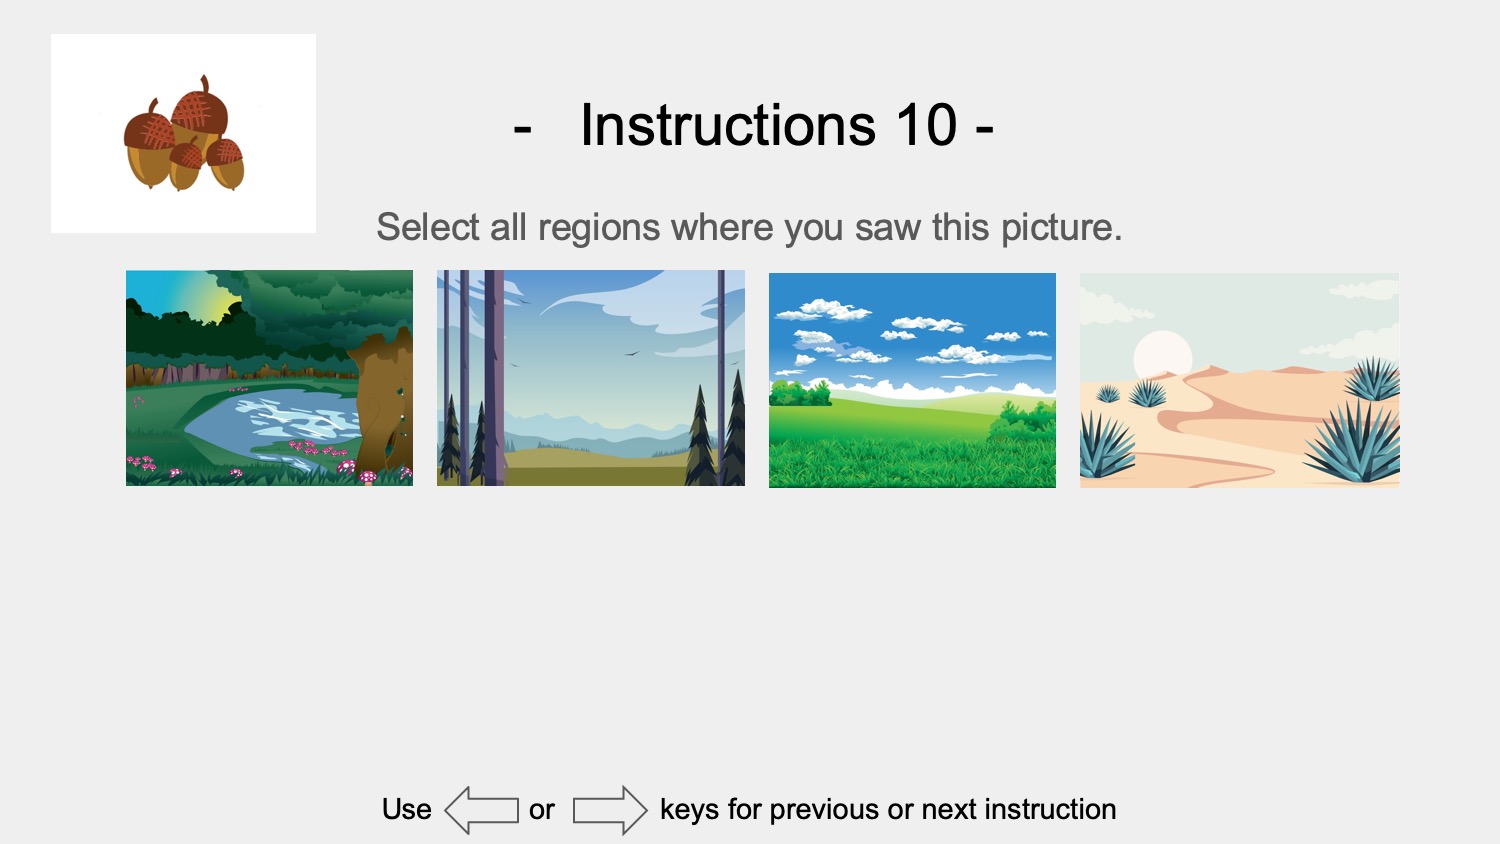 - Instructions 10 -
Select all regions where you saw this picture.
Use or keys for previous or next instruction